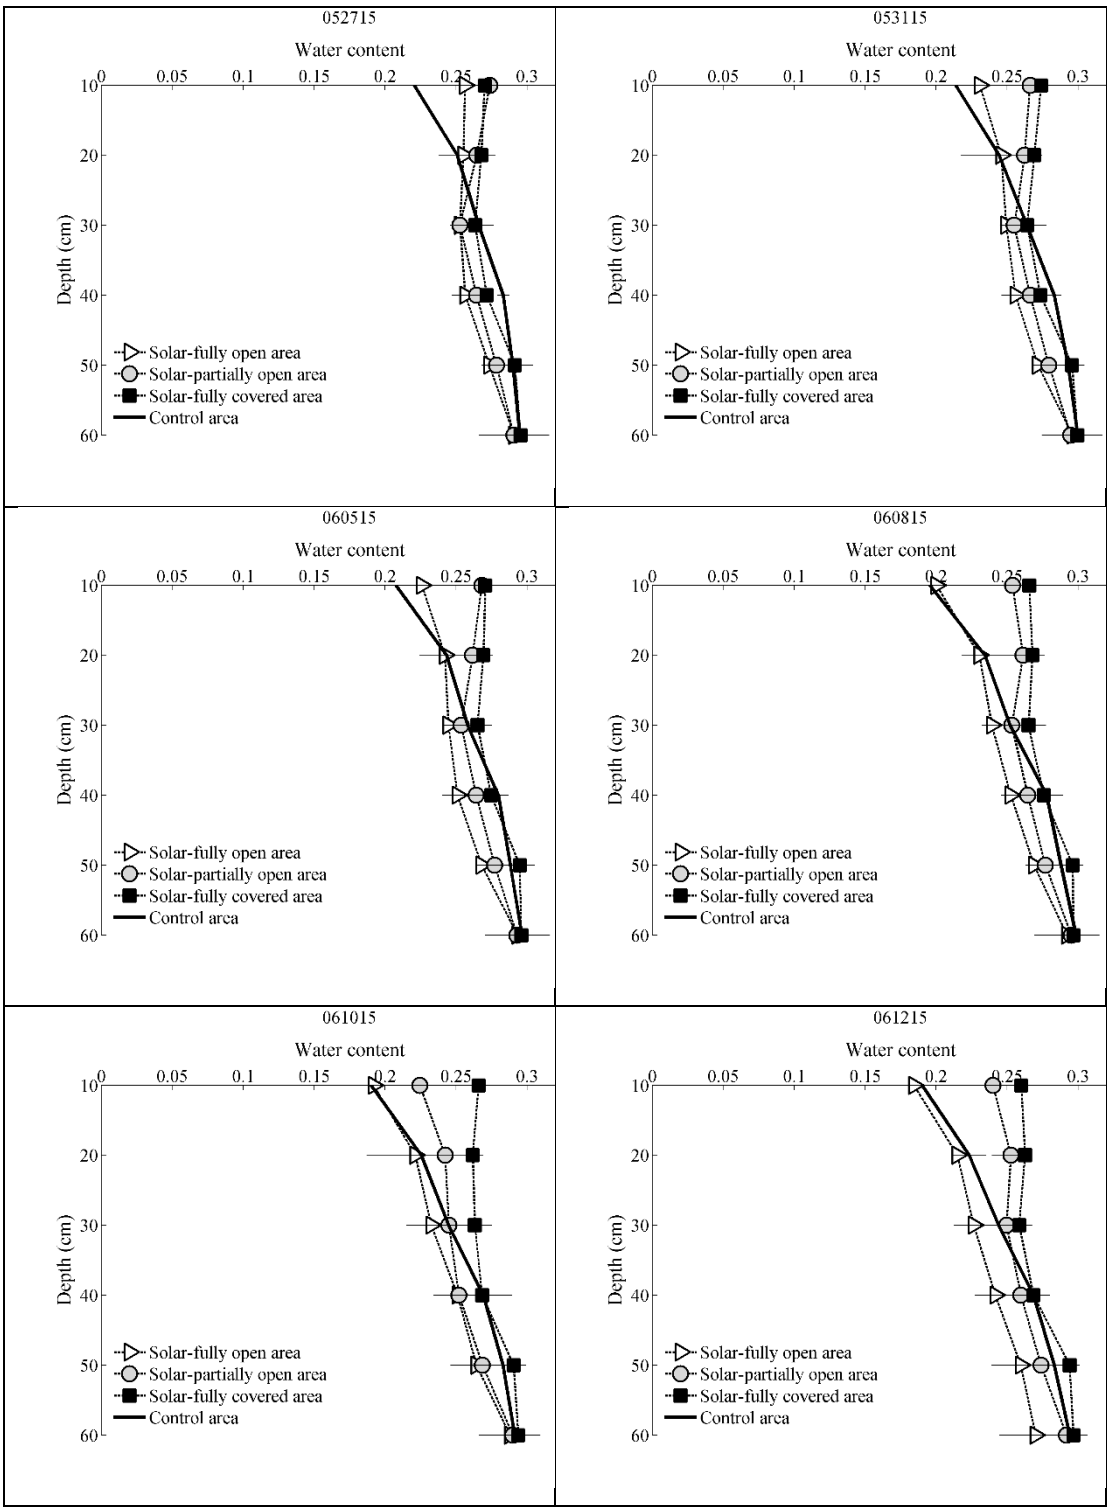 052715
Water content
0 0.05 0.1 0.15 0.2 0.25 0.3
10
20
30
40
50
60
Depth (cm)
Solar-fully open area
Solar-partially open area
Solar-fully covered area
Control area
053115
Water content
0 0.05 0.1 0.15 0.2 0.25 0.3
10
20
30
40
50
60
Depth (cm)
Solar-fully open area
Solar-partially open area
Solar-fully covered area
Control area
060515
Water content
0 0.05 0.1 0.15 0.2 0.25 0.3
10
20
30
40
50
60
Depth (cm)
Solar-fully open area
Solar-partially open area
Solar-fully covered area
Control area
060815
Water content
0 0.05 0.1 0.15 0.2 0.25 0.3
10
20
30
40
50
60
Depth (cm)
Solar-fully open area
Solar-partially open area
Solar-fully covered area
Control area
061015
Water content
0 0.05 0.1 0.15 0.2 0.25 0.3
10
20
30
40
50
60
Depth (cm)
Solar-fully open area
Solar-partially open area
Solar-fully covered area
Control area
061215
Water content
0 0.05 0.1 0.15 0.2 0.25 0.3
10
20
30
40
50
60
Depth (cm)
Solar-fully open area
Solar-partially open area
Solar-fully covered area
Control area